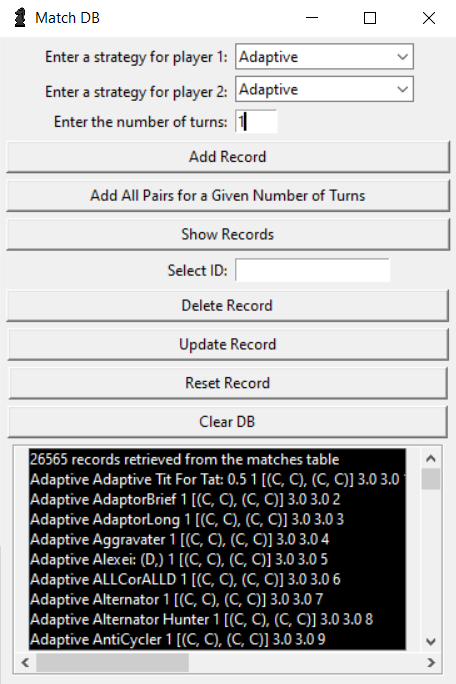 Match DB
Enter a strategy for player 1: Adaptive
Enter a strategy for player 2: Adaptive
Enter the number of turns: 1
Add Record
Add All Pairs for a Given Number of Turns
Show Records
Select ID:
Delete Record
Update Record
Reset Record
Clear DB
26565 records retrieved from the matches table
Adaptive Adaptive Tit For Tat: 0.5 1 [(C, C), (C, C)] 3.0 3.0
Adaptive AdaptorBrief 1 [(C, C), (C, C)] 3.0 3.0 2
Adaptive AdaptorLong 1 [(C, C), (C, C)] 3.0 3.0 3
Adaptive Aggravater 1 [(C, C), (C, C)] 3.0 3.0 4
Adaptive Alexei: (D,) 1 [(C, C), (C, C)] 3.0 3.0 5
Adaptive ALLCorALLD 1 [(C, C), (C, C)] 3.0 3.0 6
Adaptive Alternator 1 [(C, C), (C, C)] 3.0 3.0 7
Adaptive Alternator Hunter 1 [(C, C), (C, C)] 3.0 3.0 8
Adaptive AntiCycler 1 [(C, C), (C, C)] 3.0 3.0 9